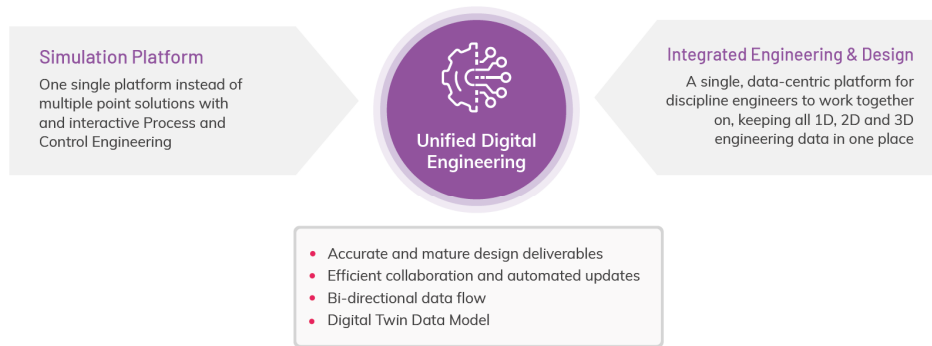 Simulation Platform
One single platform instead of
multiple point solutions with
and interactive Process and
Control Engineering
Unified Digital
Engineering
Integrated Engineering & Design
A single, data-centric platform for
discipline engineers to work together
on, keeping all 1D, 2D and 3D
engineering data in one place
Accurate and mature design deliverables
Efficient collaboration and automated updates
Bi-directional data flow
Digital Twin Data Model